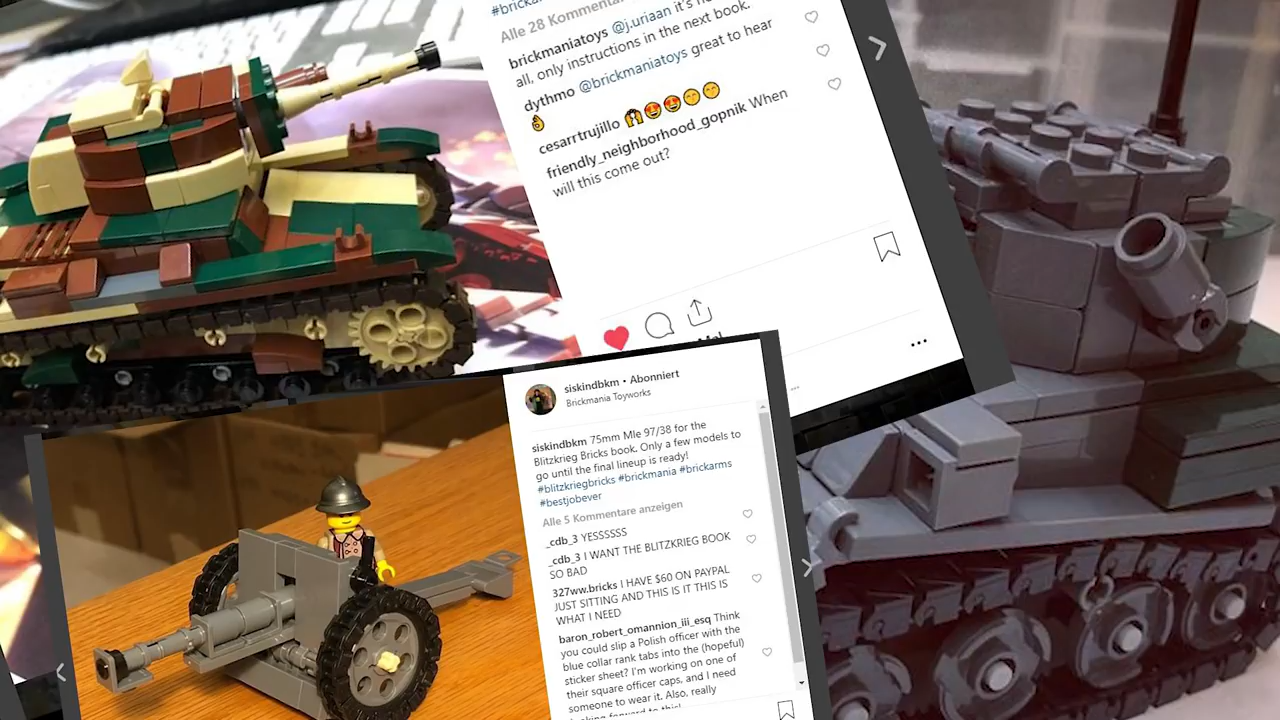 Alle 28 Kommentar
brickmaniatoys @j.uriaan it's
all, only instructions in the next book.
dythmo @brickmaniatoys great to hear
👌
cesarrtrujillo 🙌😍😍😁😁
friendly_neighborhood_gopnik When
will this come out?
siskindbkm • Abonniert
Brickmania Toyworks
siskindbkm 75mm Mle 97/38 for the
Blitzkrieg Bricks book. Only a few models to
go until the final lineup is ready!
#blitzkriegbricks #brickmania #brickarms
#bestjobever
Alle 5 Kommentare anzeigen
_cdb_3 YESSSSSS
_cdb_3 I WANT THE BLITZKRIEG BOOK
SO BAD
327ww.bricks I HAVE $60 ON PAYPAL
JUST SITTING AND THIS IS IT THIS IS
WHAT I NEED
baron_robert_omannion_iii_esq Think
you could slip a Polish officer with the
blue collar rank tabs into the (hopeful)
sticker sheet? I'm working on one of
their square officer caps, and I need
someone to wear it. Also, really